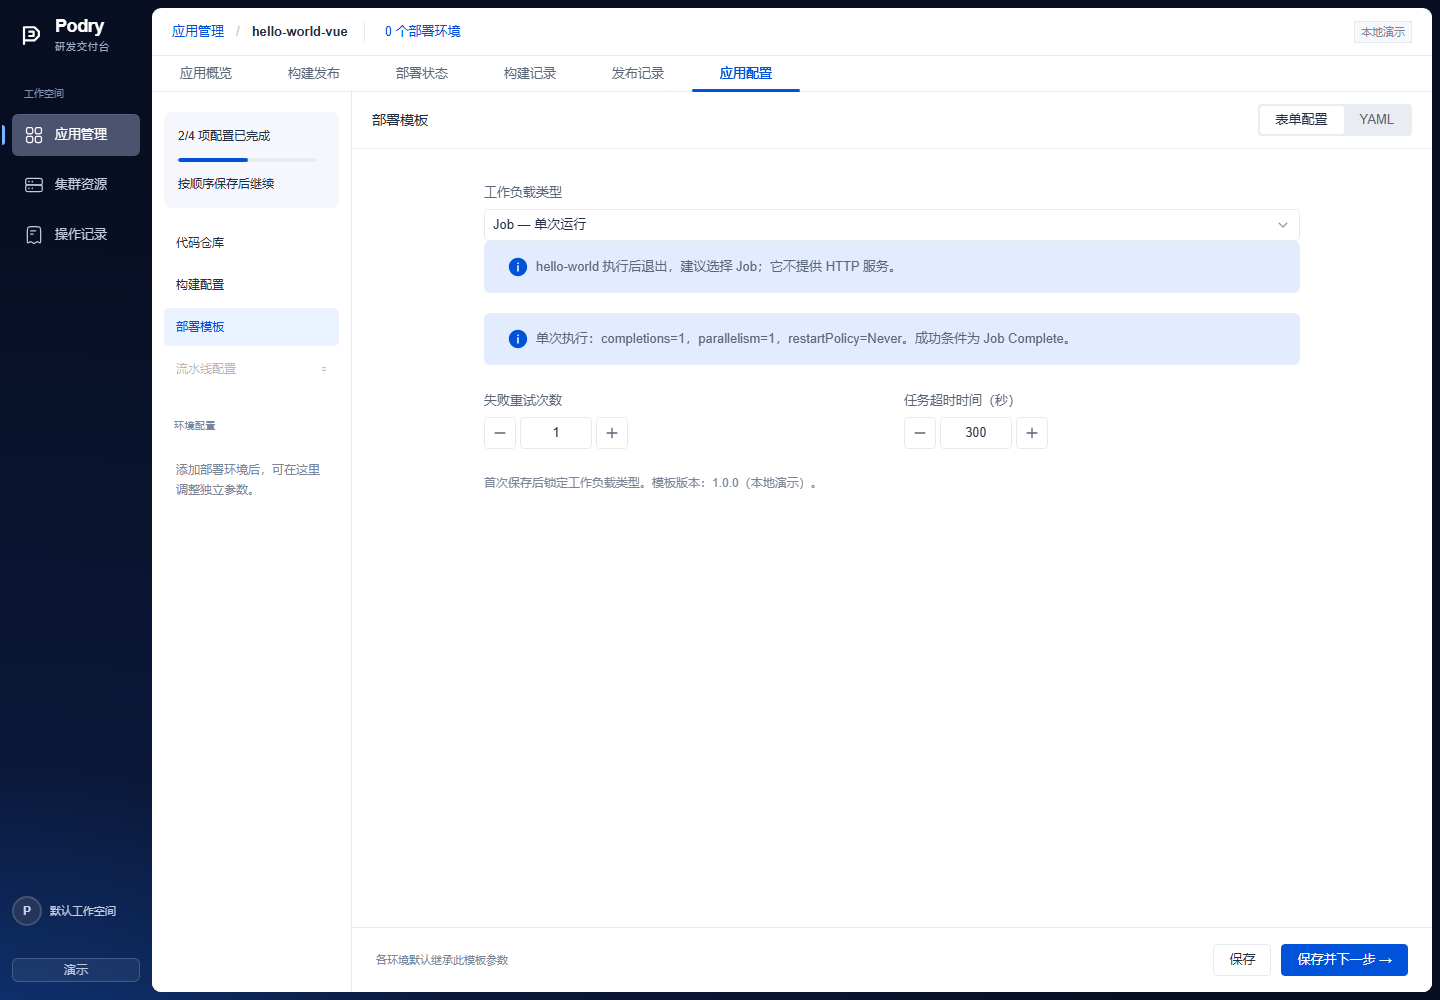 Podry
研发交付台
工作空间
应用管理
集群资源
操作记录
P 默认工作空间
演示
应用管理 / hello-world-vue 0 个部署环境
本地演示
应用概览 构建发布 部署状态 构建记录 发布记录 应用配置
2/4 项配置已完成
按顺序保存后继续
代码仓库
构建配置
部署模板
流水线配置
环境配置
添加部署环境后，可在这里
调整独立参数。
部署模板
表单配置 YAML
工作负载类型
Job — 单次运行
hello-world 执行后退出，建议选择 Job；它不提供 HTTP 服务。
单次执行：completions=1，parallelism=1，restartPolicy=Never。成功条件为 Job Complete。
失败重试次数 任务超时时间（秒）
1 300
首次保存后锁定工作负载类型。模板版本：1.0.0（本地演示）。
各环境默认继承此模板参数
保存 保存并下一步 →